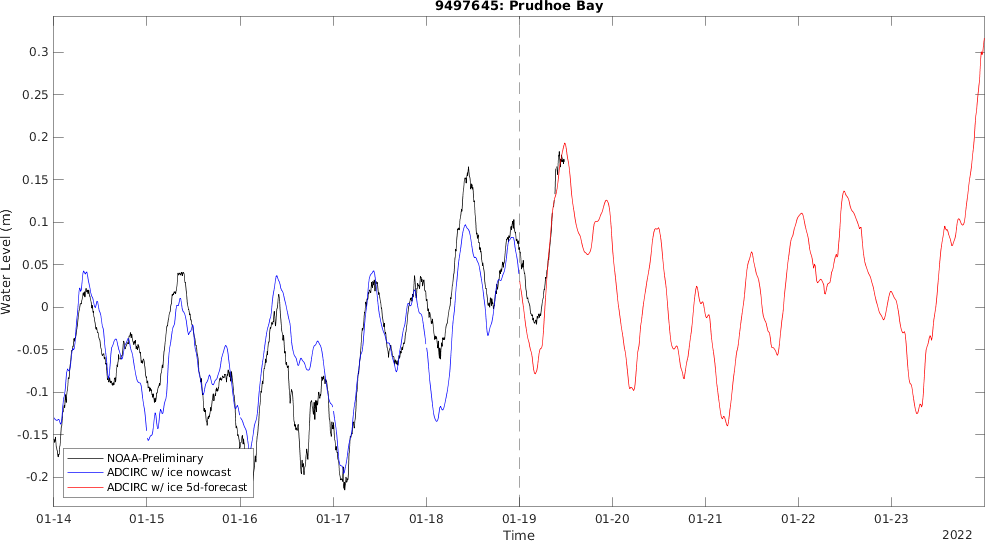 9497645: Prudhoe Bay
0.3
0.25
0.2
0.15
0.1
0.05
0
-0.05
-0.1
-0.15
-0.2
Water Level (m)
NOAA-Preliminary
ADCIRC w/ ice nowcast
ADCIRC w/ ice 5d-forecast
01-14 01-15 01-16 01-17 01-18 01-19 01-20 01-21 01-22 01-23
Time
2022